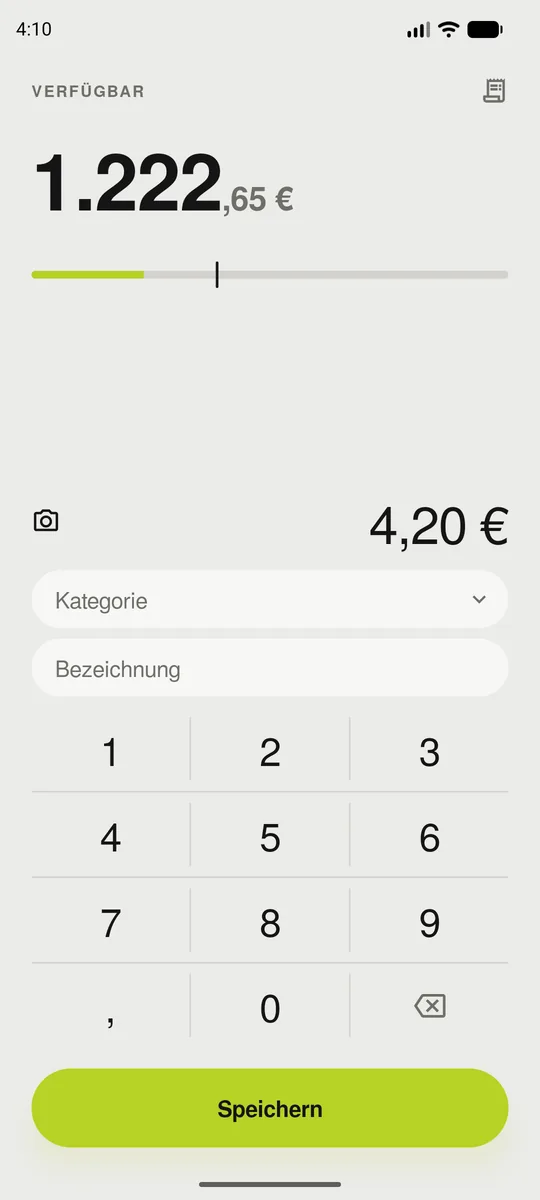 4:10
VERFÜGBAR
1.222,65 €
4,20 €
Kategorie
Bezeichnung
1 2 3
4 5 6
7 8 9
, 0
Speichern